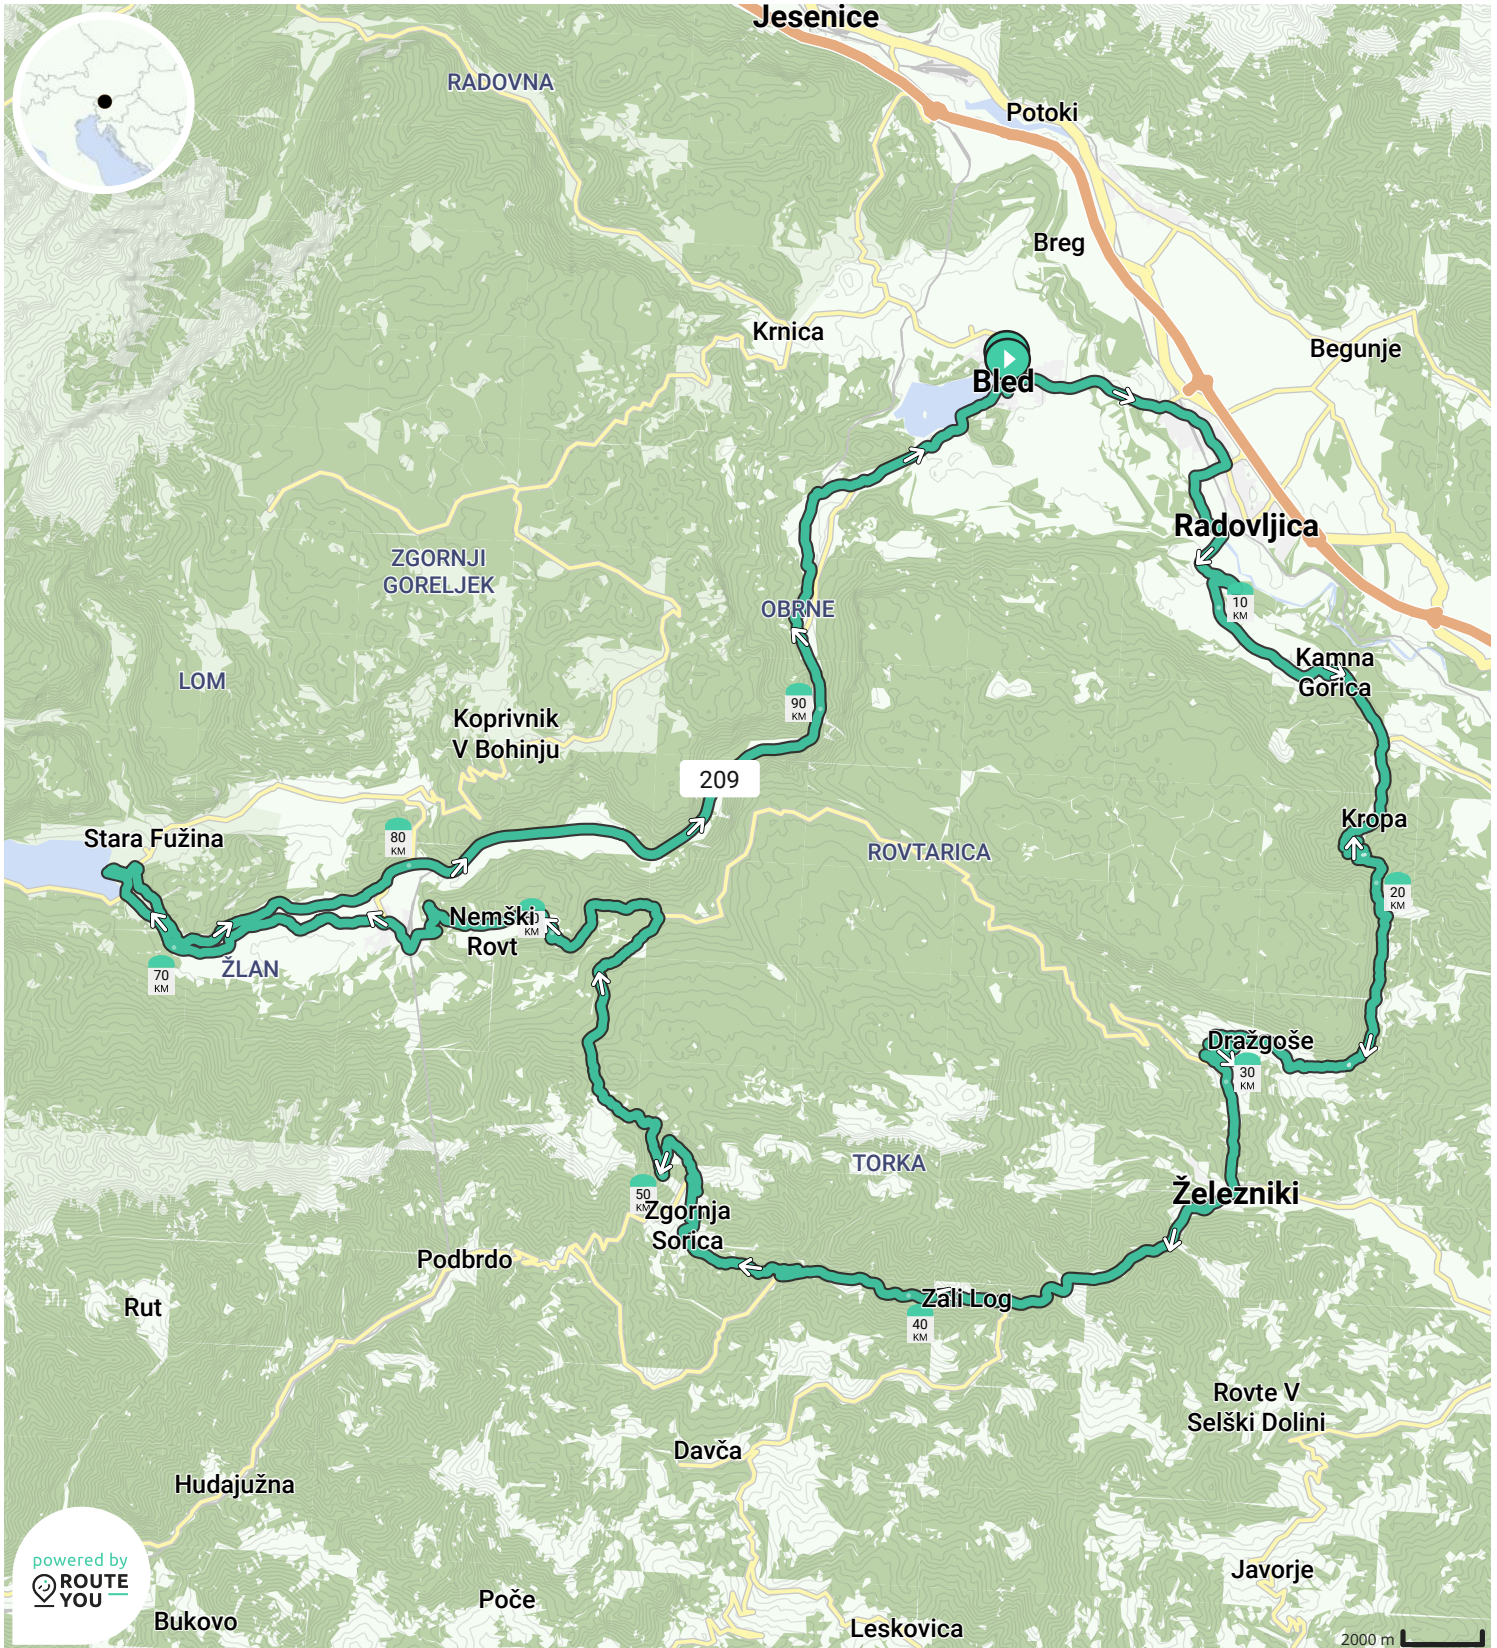 Jesenice
RADOVNA
Potoki
Breg
Krnica
Begunje
Bled
Radovljica
ZGORNJI
GORELJEK
OBRNE
10
KM
Kamna
Gorica
LOM
90
KM
Koprivnik
V Bohinju
209
Kropa
Stara Fužina
80
KM
ROVTARICA
20
KM
Nemški
Rovt
KM
ŽLAN
70
KM
Dražgoše
30
KM
TORKA
Železniki
50
KM
Zgornja
Sorica
Podbrdo
Zali Log
Rut
40
KM
Rovte V
Selški Dolini
Davča
Hudajužna
powered by
ROUTE
YOU
Javorje
Poče
Bukovo
Leskovica
2000 m